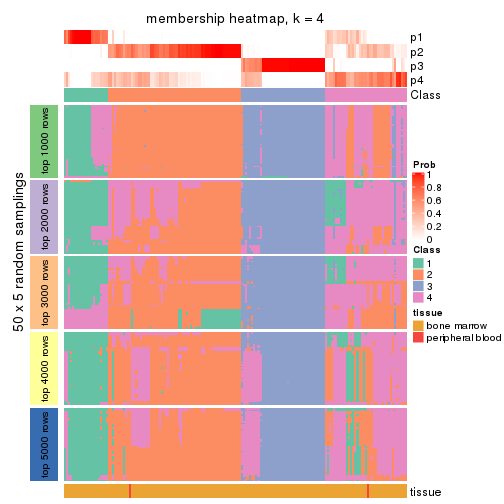 membership heatmap, k = 4
p1
p2
p3
p4
Class
50 x 5 random samplings
top 1000 rows
top 2000 rows
top 3000 rows
top 4000 rows
top 5000 rows
Prob
1
0.8
0.6
0.4
0.2
0
Class
1
2
3
4
tissue
bone marrow
peripheral blood
tissue